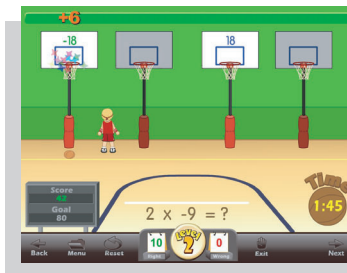 +6
-18
18
Score
42
Goal
80
Time
1:45
2 x -9 = ?
10
Right
LEVEL
2
0
Wrong
Back
Menu
Reset
Exit
Next